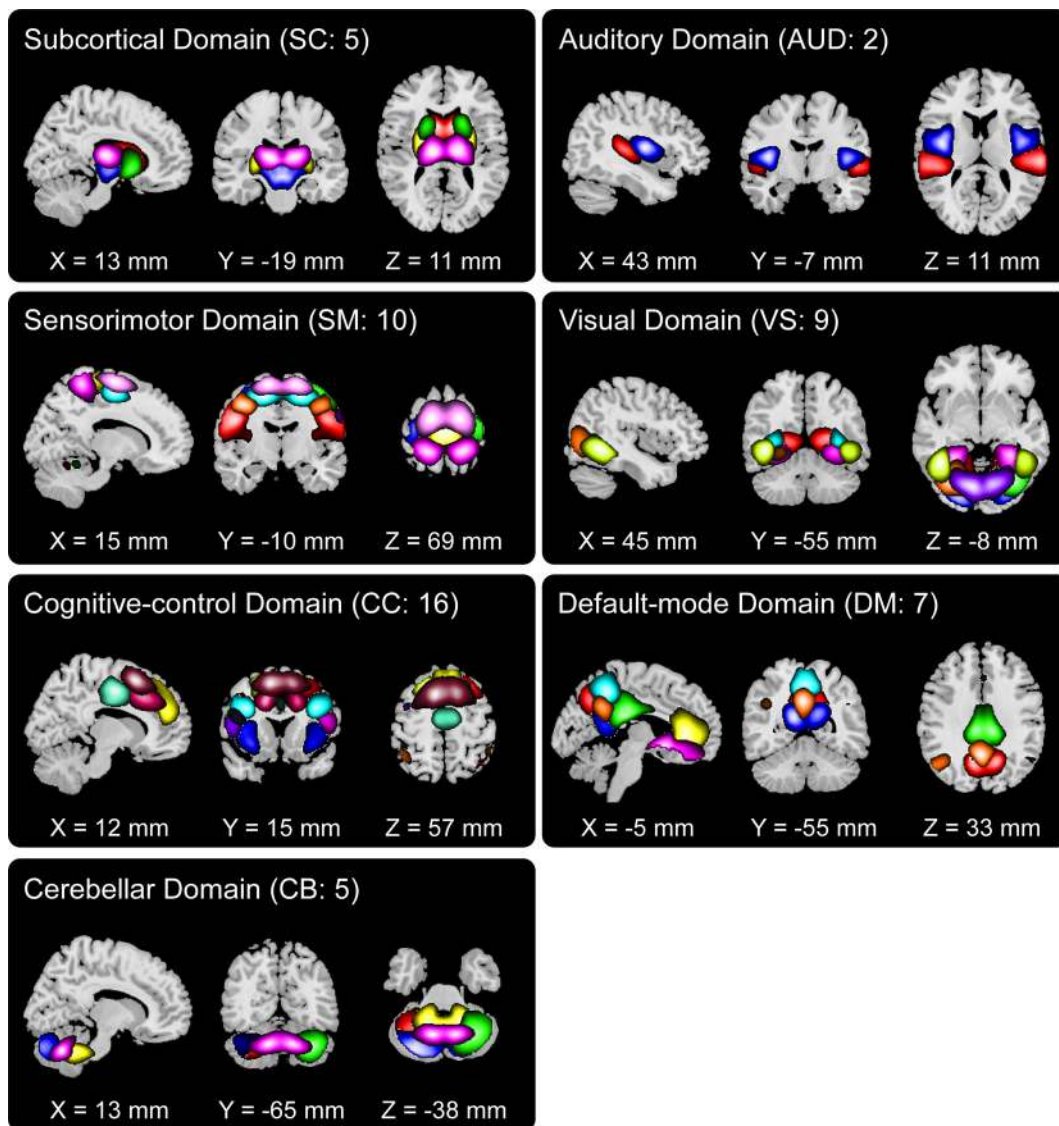 Subcortical Domain (SC: 5)
X = 13 mm Y = -19 mm Z = 11 mm
Auditory Domain (AUD: 2)
X = 43 mm Y = -7 mm Z = 11 mm
Sensorimotor Domain (SM: 10)
X = 15 mm Y = -10 mm Z = 69 mm
Visual Domain (VS: 9)
X = 45 mm Y = -55 mm Z = -8 mm
Cognitive-control Domain (CC: 16)
X = 12 mm Y = 15 mm Z = 57 mm
Default-mode Domain (DM: 7)
X = -5 mm Y = -55 mm Z = 33 mm
Cerebellar Domain (CB: 5)
X = 13 mm Y = -65 mm Z = -38 mm